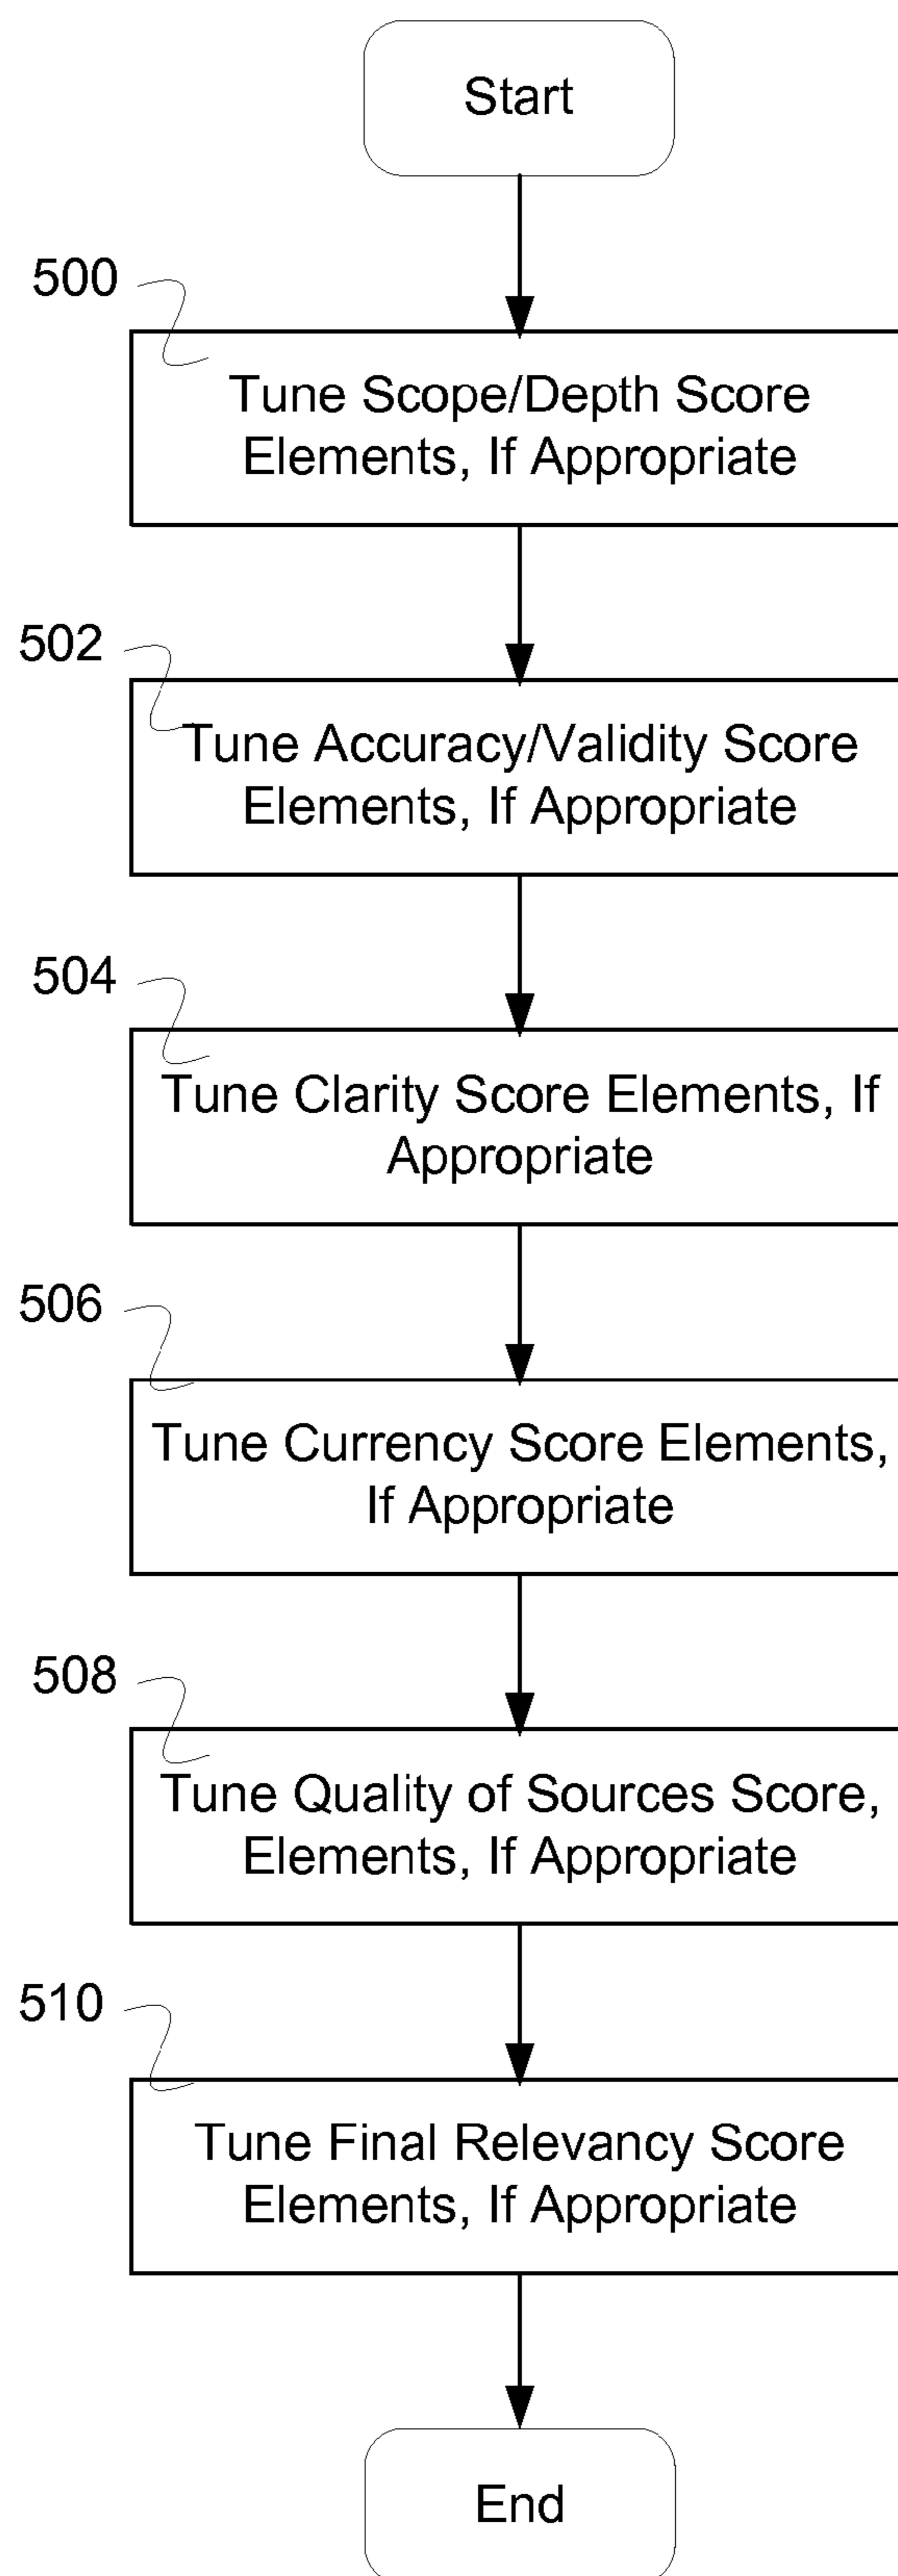 Start
500
Tune Scope/Depth Score
Elements, If Appropriate
502
Tune Accuracy/Validity Score
Elements, If Appropriate
504
Tune Clarity Score Elements, If
Appropriate
506
Tune Currency Score Elements,
If Appropriate
508
Tune Quality of Sources Score,
Elements, If Appropriate
510
Tune Final Relevancy Score
Elements, If Appropriate
End